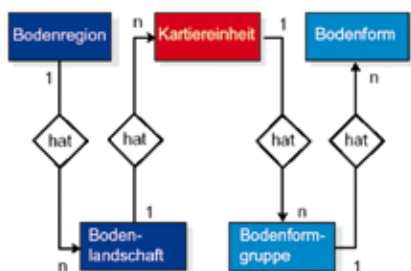 Bodenregion
n
Kartiereinheit
1
Bodenform
1
n
hat
hat
hat
hat
n
1
Boden-
landschaft
n
Bodenform-
gruppe
1